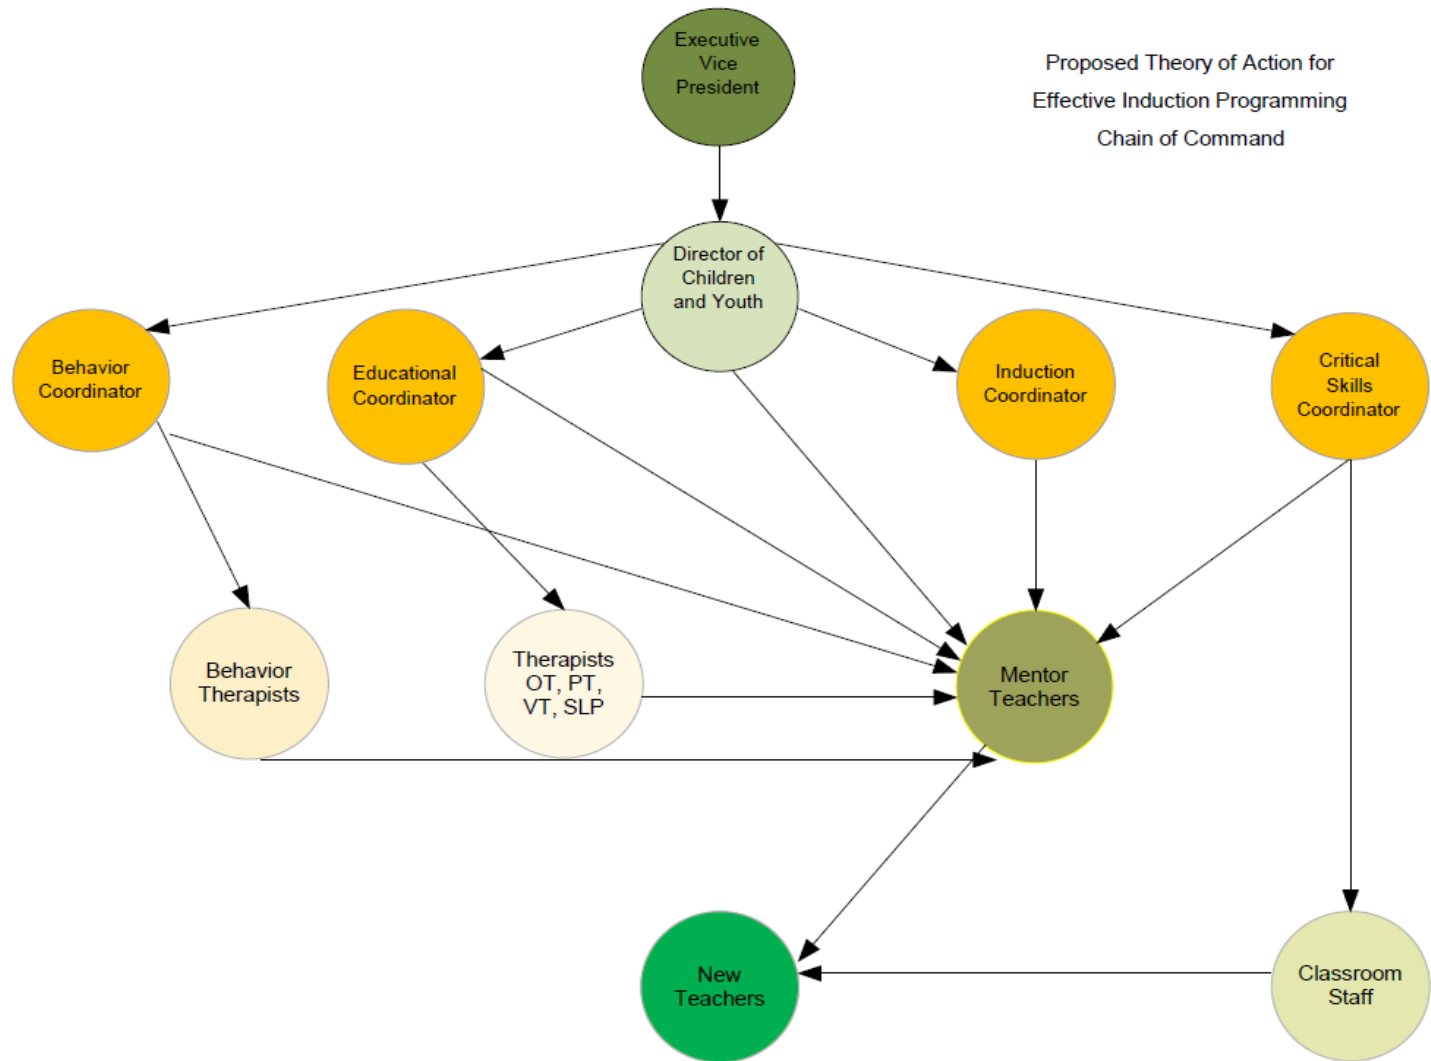 Executive
Vice
President
Proposed Theory of Action for
Effective Induction Programming
Chain of Command
Director of
Children
and Youth
Behavior
Coordinator
Educational
Coordinator
Induction
Coordinator
Critical
Skills
Coordinator
Behavior
Therapists
Therapists
OT, PT,
VT, SLP
Mentor
Teachers
New
Teachers
Classroom
Staff